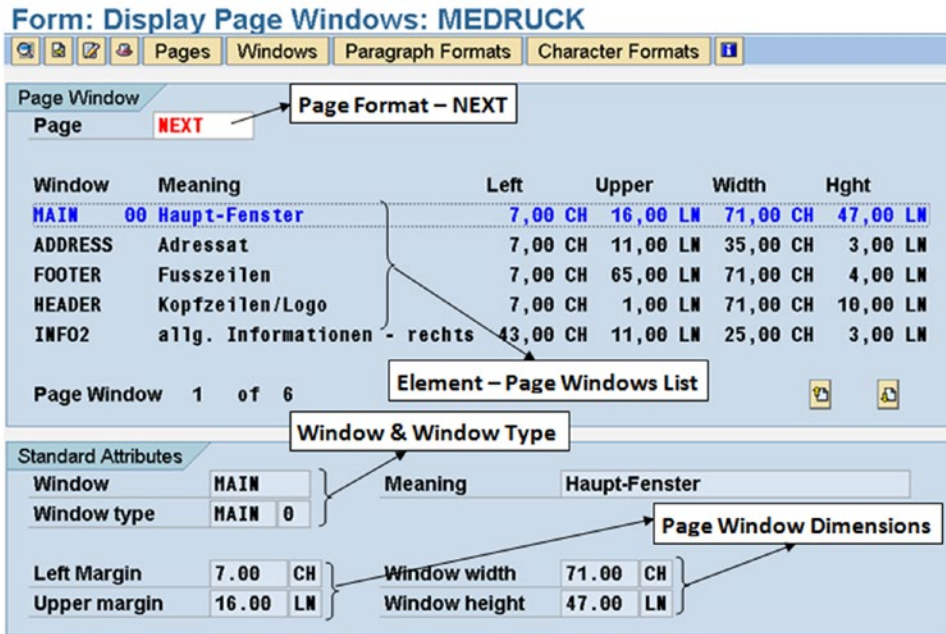 Form: Display Page Windows: MEDRUCK
Pages Windows Paragraph Formats Character Formats
Page Window
Page Format – NEXT
Page NEXT
Window Meaning Left Upper Width Hght
MAIN 00 Haupt-Fenster 7,00 CH 16,00 LN 71,00 CH 47,00 LN
ADDRESS Adressat 7,00 CH 11,00 LN 35,00 CH 3,00 LN
FOOTER Fusszeilen 7,00 CH 65,00 LN 71,00 CH 4,00 LN
HEADER Kopfzeilen/Logo 7,00 CH 1,00 LN 71,00 CH 10,00 LN
INFO2 allg. Informationen - rechts 43,00 CH 11,00 LN 25,00 CH 3,00 LN
Element – Page Windows List
Page Window 1 of 6
Window & Window Type
Standard Attributes
Window MAIN Meaning Haupt-Fenster
Window type MAIN 0
Page Window Dimensions
Left Margin 7.00 CH Window width 71.00 CH
Upper margin 16.00 LN Window height 47.00 LN